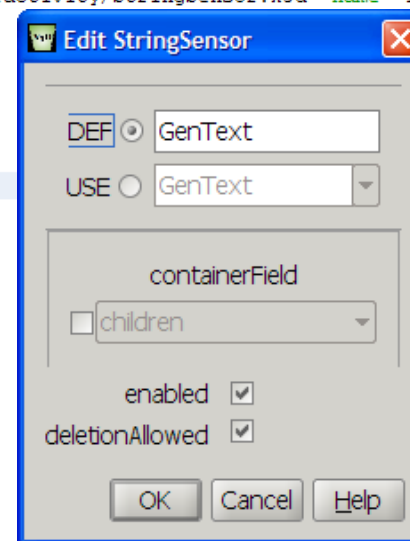 Edit StringSensor
DEF GenText
USE GenText
containerField
children
enabled
deletionAllowed
OK Cancel Help